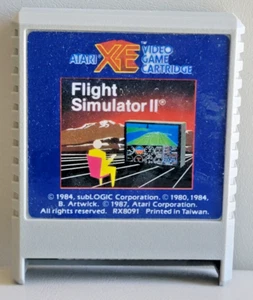 ATARI XE™ VIDEO
GAME
CARTRIDGE
Flight
Simulator II®
© 1984, subLOGIC Corporation. © 1980, 1984,
B. Artwick. © 1987, Atari Corporation.
All rights reserved. RX8091 Printed in Taiwan.